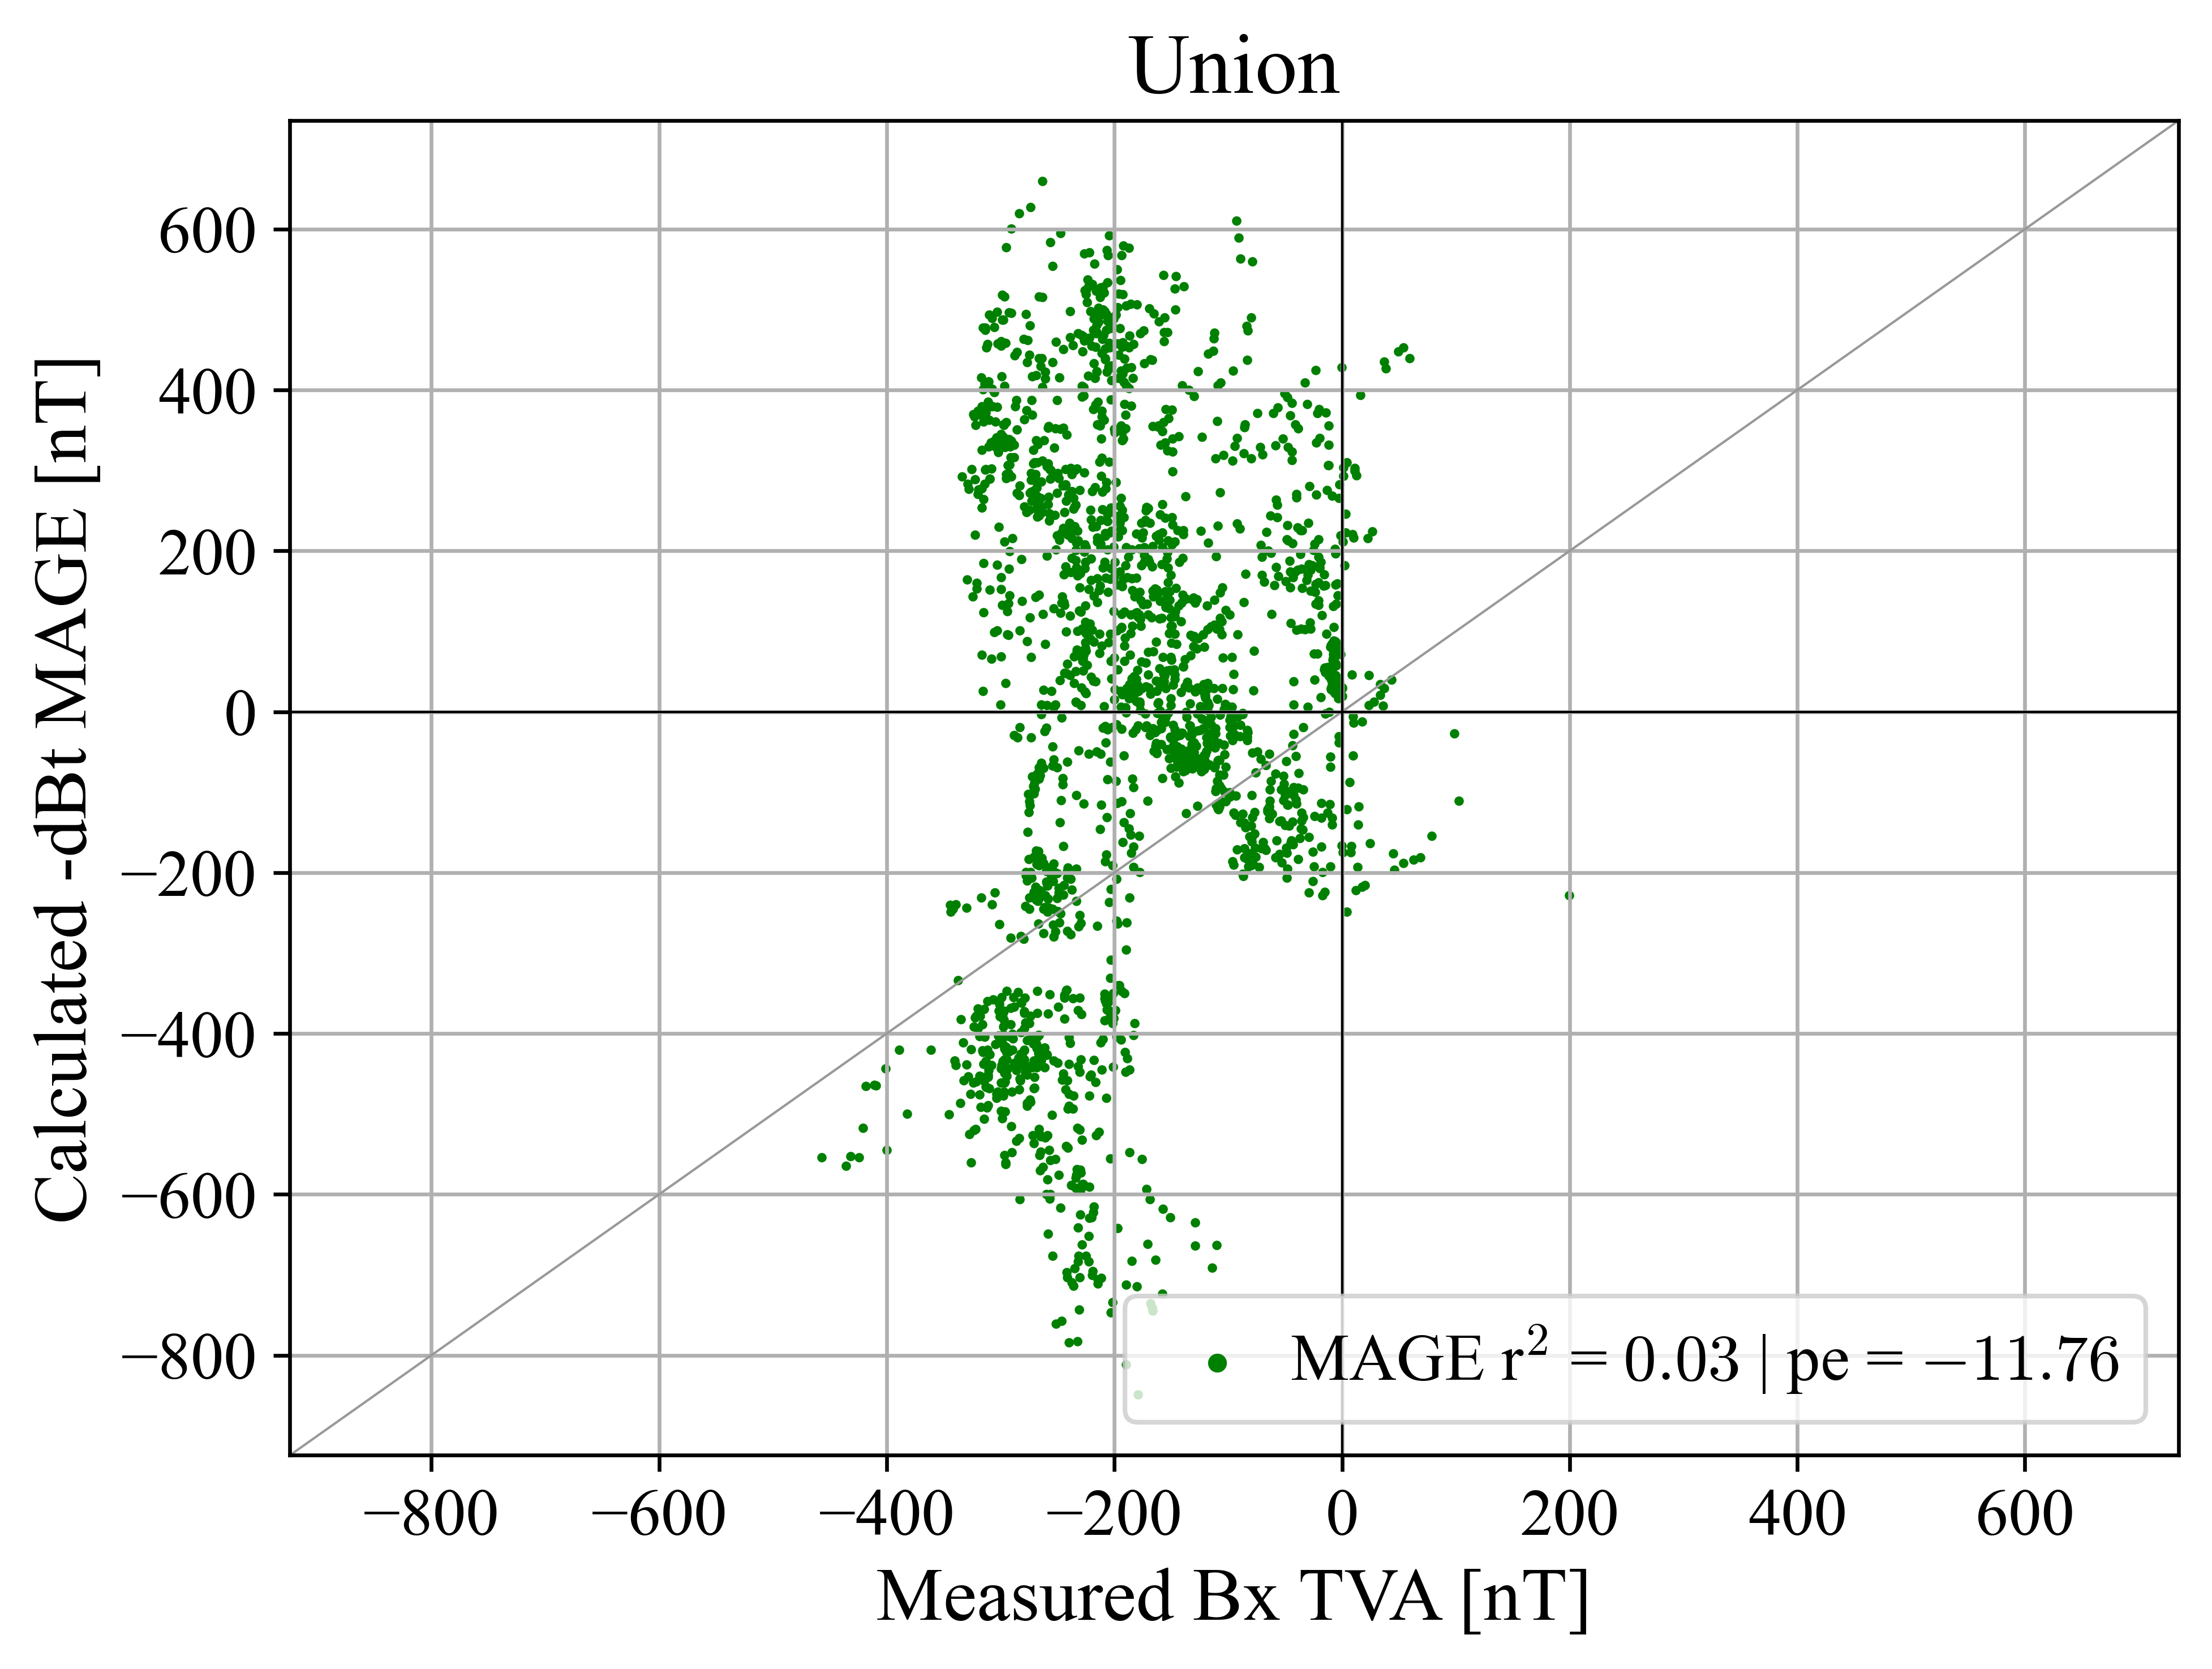 Union
Calculated -dBt MAGE [nT]
600
400
200
0
−200
−400
−600
−800
−800 −600 −400 −200 0 200 400 600
Measured Bx TVA [nT]
MAGE r² = 0.03 | pe = −11.76